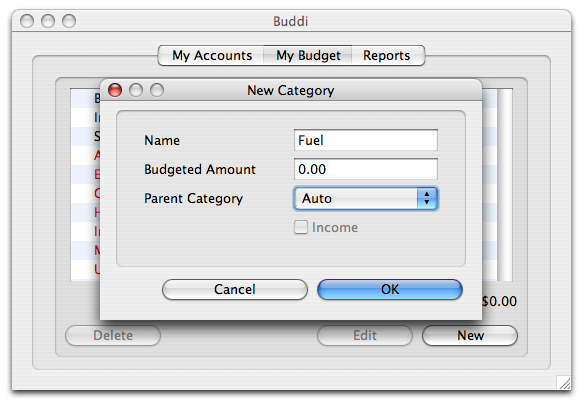 Buddi
My Accounts My Budget Reports
New Category
Name Fuel
Budgeted Amount 0.00
Parent Category Auto
Income
Cancel OK
$0.00
Delete Edit New